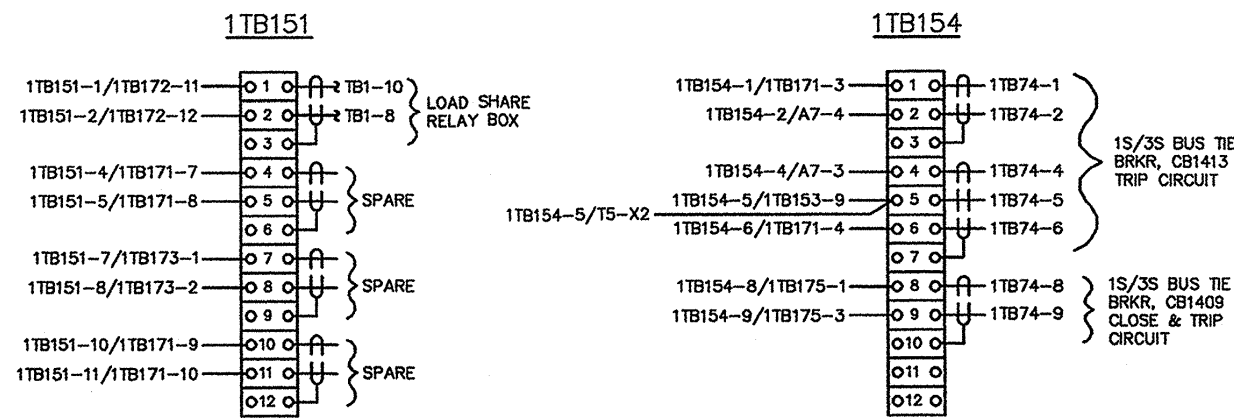 1TB151
1TB151-1/1TB172-11
1
TB1-10
1TB151-2/1TB172-12
2
TB1-8
3
LOAD SHARE
RELAY BOX
1TB151-4/1TB171-7
4
1TB151-5/1TB171-8
5
SPARE
6
1TB151-7/1TB173-1
7
1TB151-8/1TB173-2
8
SPARE
9
1TB151-10/1TB171-9
10
1TB151-11/1TB171-10
11
SPARE
12
1TB154
1TB154-1/1TB171-3
1
1TB74-1
1TB154-2/A7-4
2
1TB74-2
3
1TB154-4/A7-3
4
1TB74-4
1TB154-5/1TB153-9
1TB154-5/T5-X2
5
1TB74-5
1TB154-6/1TB171-4
6
1TB74-6
7
1S/3S BUS TIE
BRKR, CB1413
TRIP CIRCUIT
1TB154-8/1TB175-1
8
1TB74-8
1TB154-9/1TB175-3
9
1TB74-9
10
1S/3S BUS TIE
BRKR, CB1409
CLOSE & TRIP
CIRCUIT
11
12